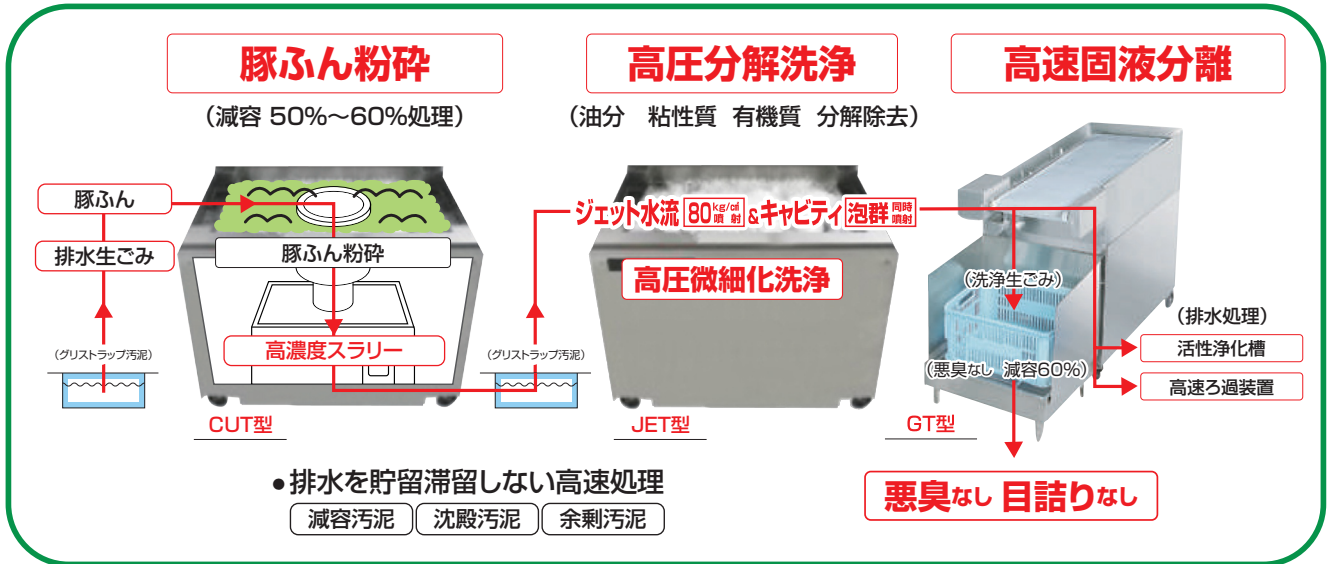 豚ふん粉砕
(減容 50%〜60%処理)
高圧分解洗浄
(油分 粘性質 有機質 分解除去)
高速固液分離
豚ふん
排水生ごみ
(グリストラップ汚泥)
豚ふん粉砕
高濃度スラリー
CUT型
(グリストラップ汚泥)
ジェット水流 80kg/c㎡噴射 &キャビティ 泡群 同時噴射
高圧微細化洗浄
JET型
(洗浄生ごみ)
(悪臭なし 減容60%)
GT型
(排水処理)
活性浄化槽
高速ろ過装置
悪臭なし 目詰りなし
●排水を貯留滞留しない高速処理
減容汚泥 沈殿汚泥 余剰汚泥